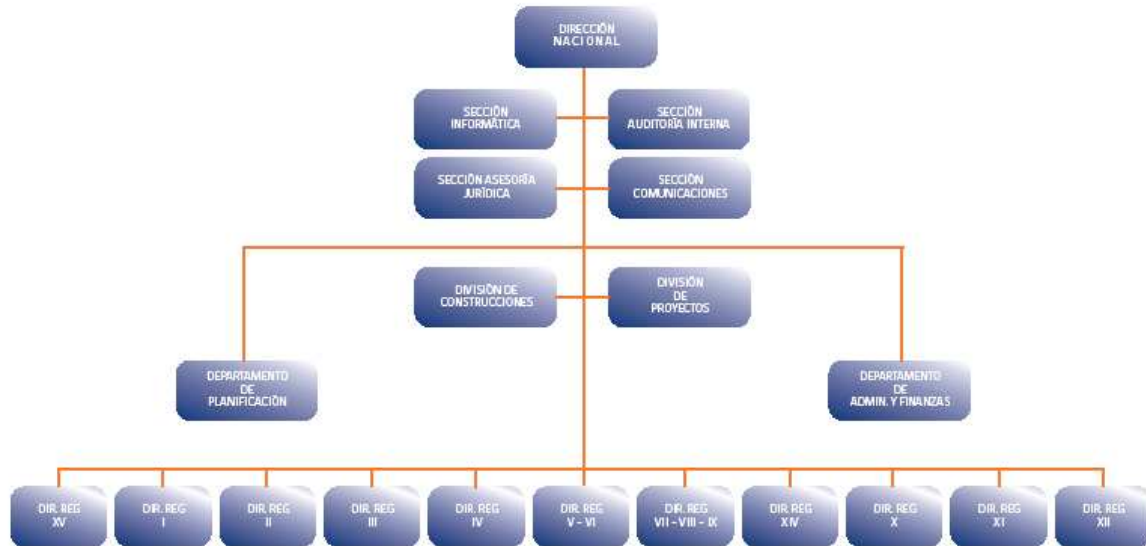 DIRECCIÓN
NACIONAL
SECCIÓN
INFORMÁTICA
SECCIÓN
AUDITORÍA INTERNA
SECCIÓN ASESORÍA
JURÍDICA
SECCIÓN
COMUNICACIONES
DIVISIÓN DE
CONSTRUCCIONES
DIVISIÓN
DE
PROYECTOS
DEPARTAMENTO
DE
PLANIFICACIÓN
DEPARTAMENTO
DE
ADMIN. Y FINANZAS
DIR. REG
XV
DIR. REG
I
DIR. REG
II
DIR. REG
III
DIR. REG
IV
DIR. REG
V - VI
DIR. REG
VII - VIII - IX
DIR. REG
XIV
DIR. REG
X
DIR. REG
XI
DIR. REG
XII